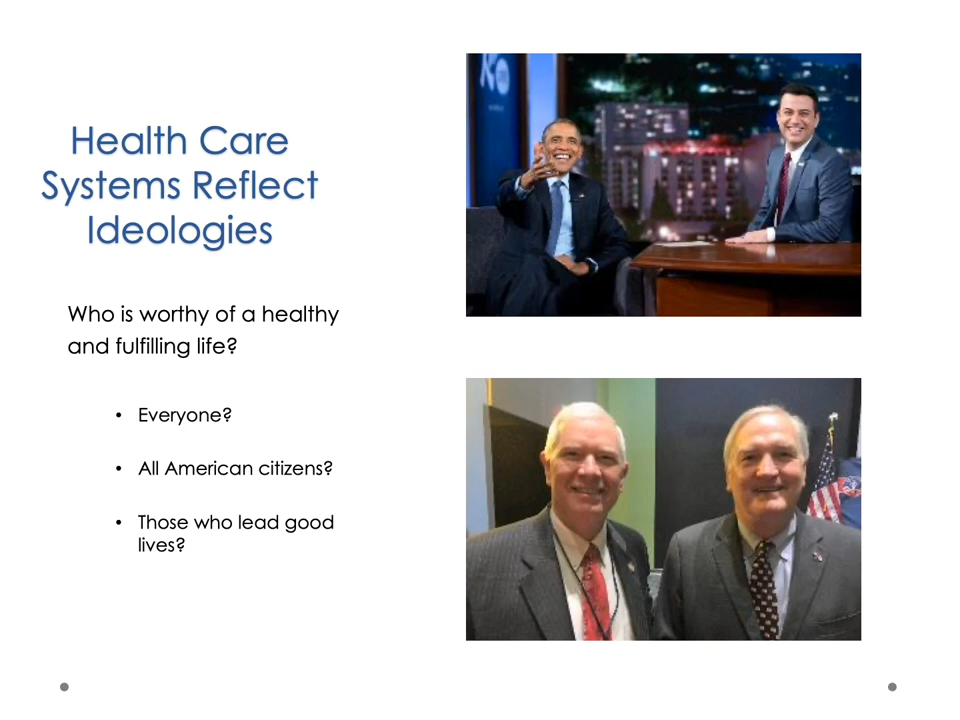 Health Care
Systems Reflect
Ideologies
Who is worthy of a healthy
and fulfilling life?
• Everyone?
• All American citizens?
• Those who lead good
lives?